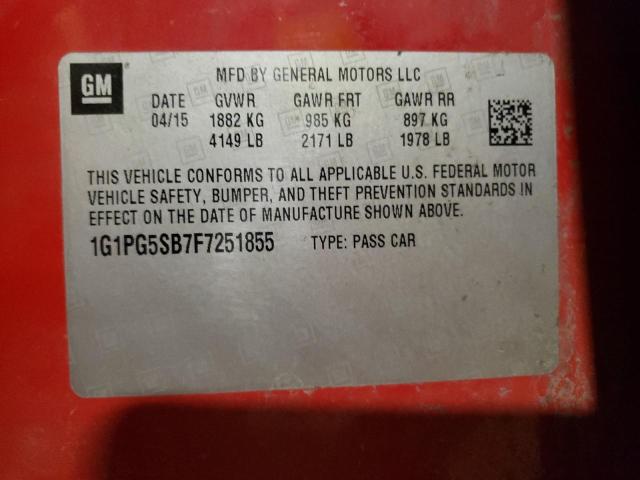 GM
MFD BY GENERAL MOTORS LLC
DATE GVWR GAWR FRT GAWR RR
04/15 1882 KG 985 KG 897 KG
4149 LB 2171 LB 1978 LB
THIS VEHICLE CONFORMS TO ALL APPLICABLE U.S. FEDERAL MOTOR
VEHICLE SAFETY, BUMPER, AND THEFT PREVENTION STANDARDS IN
EFFECT ON THE DATE OF MANUFACTURE SHOWN ABOVE.
1G1PG5SB7F7251855 TYPE: PASS CAR